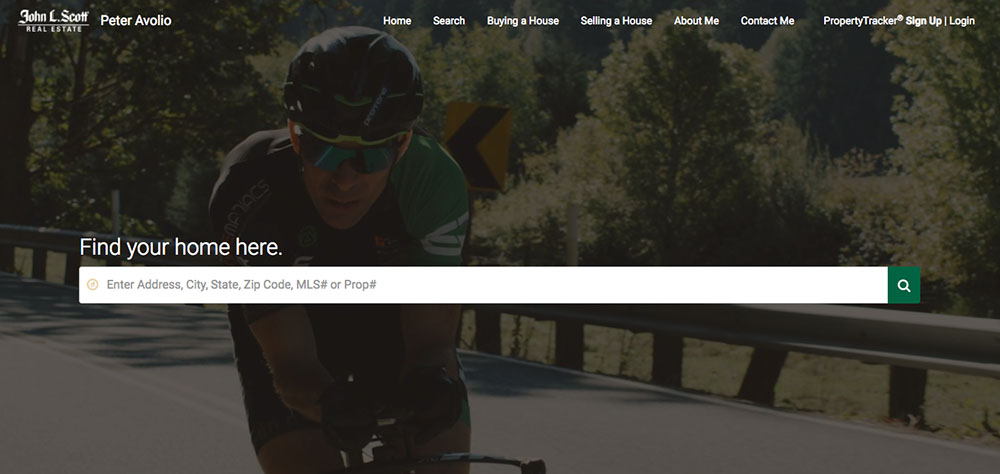 John L. Scott
REAL ESTATE
Peter Avolio
Home
Search
Buying a House
Selling a House
About Me
Contact Me
PropertyTracker® Sign Up | Login
MANIACS
Find your home here.
Enter Address, City, State, Zip Code, MLS# or Prop#